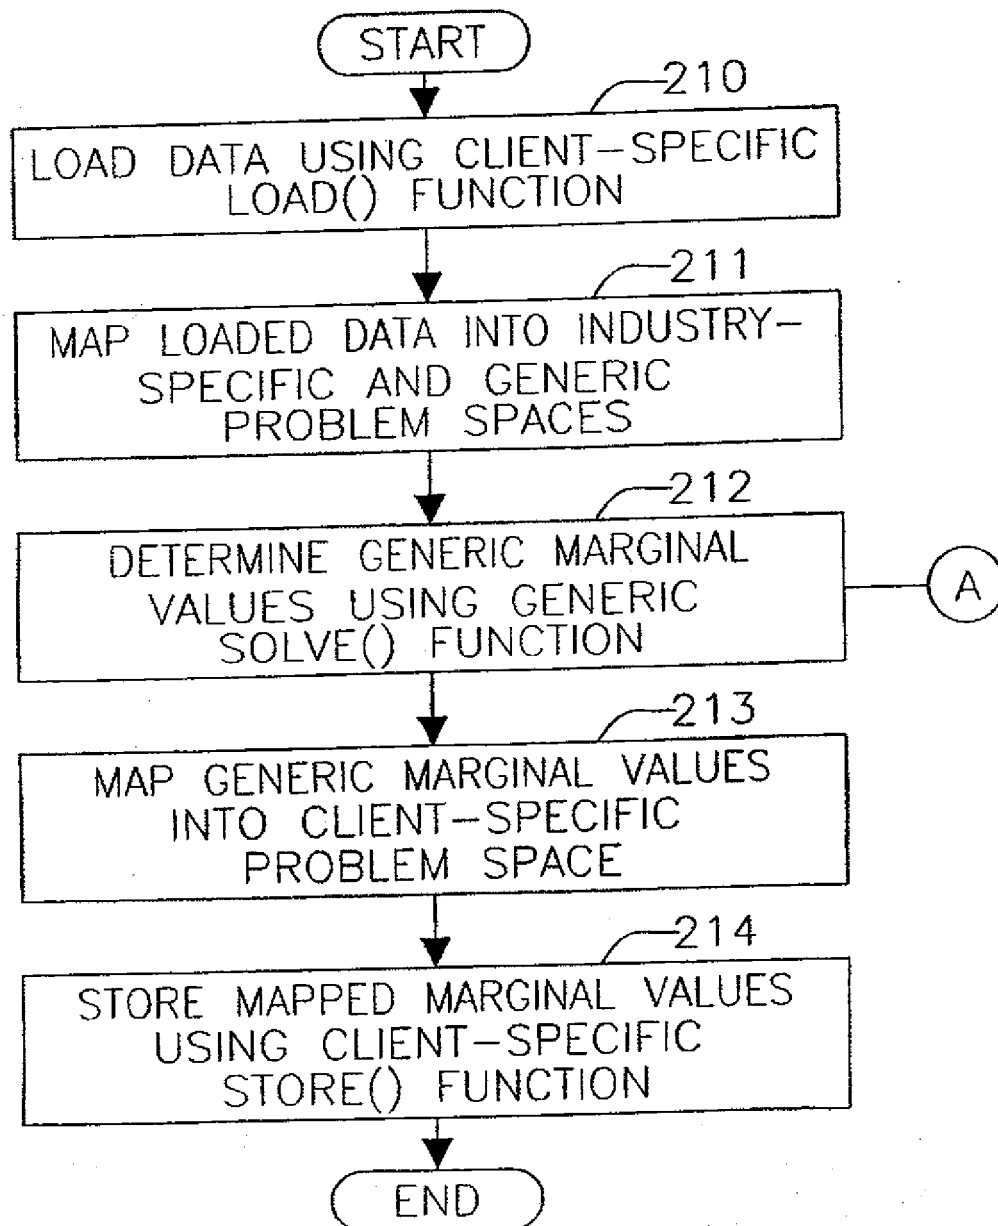 START
210
LOAD DATA USING CLIENT-SPECIFIC
LOAD() FUNCTION
211
MAP LOADED DATA INTO INDUSTRY-
SPECIFIC AND GENERIC
PROBLEM SPACES
212
DETERMINE GENERIC MARGINAL
VALUES USING GENERIC
SOLVE() FUNCTION
A
213
MAP GENERIC MARGINAL VALUES
INTO CLIENT-SPECIFIC
PROBLEM SPACE
214
STORE MAPPED MARGINAL VALUES
USING CLIENT-SPECIFIC
STORE() FUNCTION
END